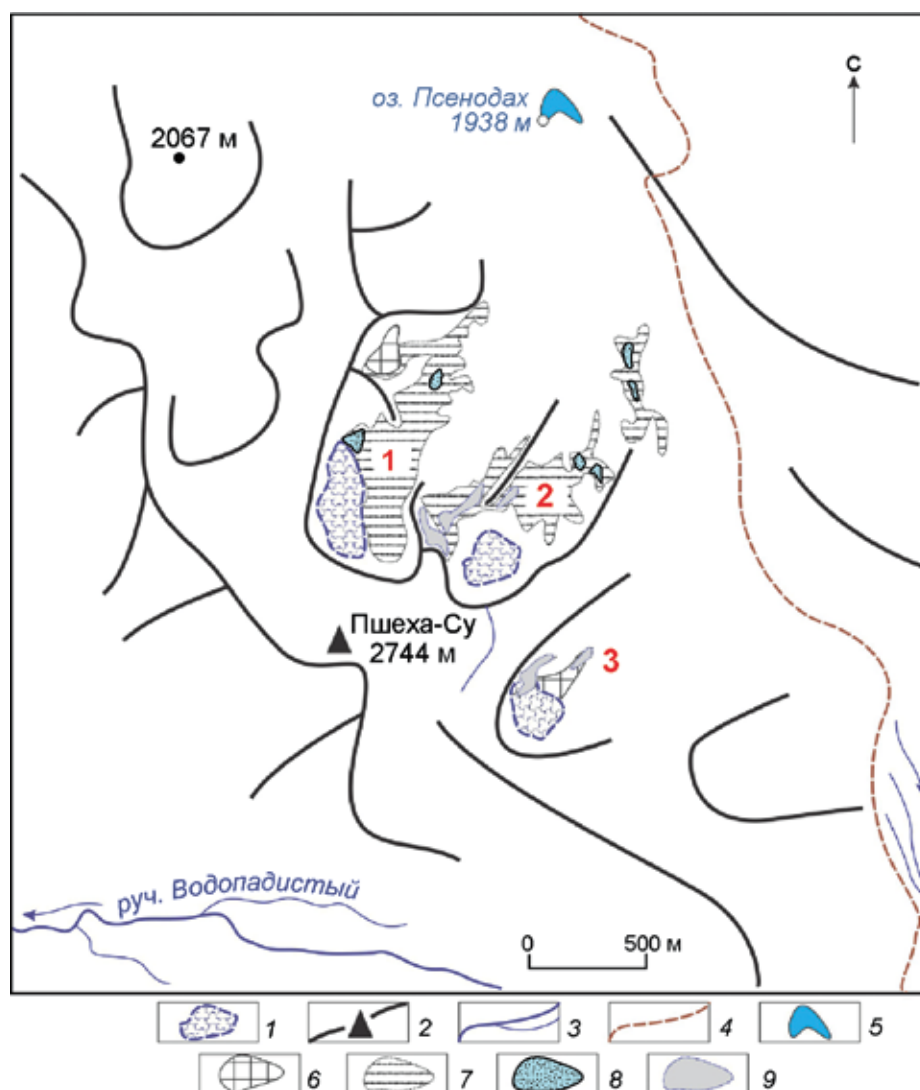 С
оз. Псенодах
1938 м
2067 м
1
2
Пшеха-Су
2744 м
3
руч. Водопадистый
0 500 м
1 2 3 4 5
6 7 8 9